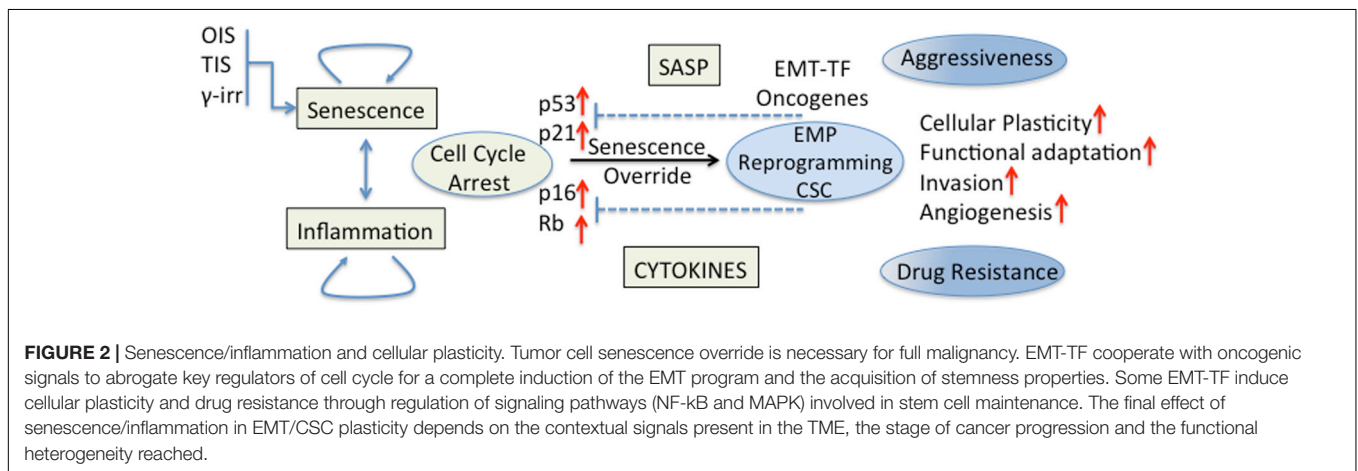 OIS
TIS
γ-irr
Senescence
Inflammation
Cell Cycle
Arrest
p53
p21
p16
Rb
SASP
Senescence
Override
CYTOKINES
EMT-TF
Oncogenes
EMP
Reprogramming
CSC
Aggressiveness
Cellular Plasticity
Functional adaptation
Invasion
Angiogenesis
Drug Resistance
FIGURE 2 | Senescence/inflammation and cellular plasticity. Tumor cell senescence override is necessary for full malignancy. EMT-TF cooperate with oncogenic
signals to abrogate key regulators of cell cycle for a complete induction of the EMT program and the acquisition of stemness properties. Some EMT-TF induce
cellular plasticity and drug resistance through regulation of signaling pathways (NF-kB and MAPK) involved in stem cell maintenance. The final effect of
senescence/inflammation in EMT/CSC plasticity depends on the contextual signals present in the TME, the stage of cancer progression and the functional
heterogeneity reached.